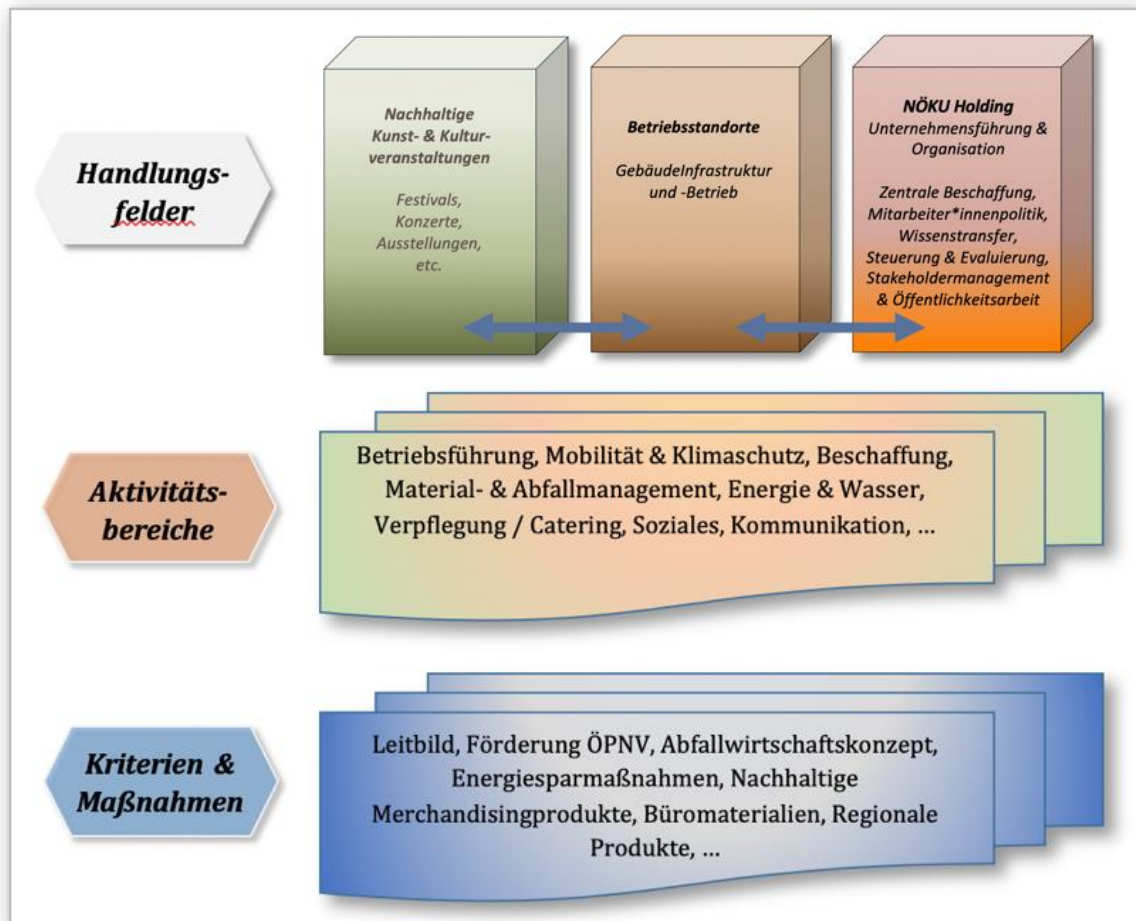 Handlungs-
felder
Nachhaltige
Kunst- & Kultur-
veranstaltungen
Festivals,
Konzerte,
Ausstellungen,
etc.
Betriebsstandorte
GebäudeInfrastruktur
und -Betrieb
NÖKU Holding
Unternehmensführung &
Organisation
Zentrale Beschaffung,
Mitarbeiter*innenpolitik,
Wissenstransfer,
Steuerung & Evaluierung,
Stakeholdermanagement
& Öffentlichkeitsarbeit
Aktivitäts-
bereiche
Betriebsführung, Mobilität & Klimaschutz, Beschaffung,
Material- & Abfallmanagement, Energie & Wasser,
Verpflegung / Catering, Soziales, Kommunikation, ...
Kriterien &
Maßnahmen
Leitbild, Förderung ÖPNV, Abfallwirtschaftskonzept,
Energiesparmaßnahmen, Nachhaltige
Merchandisingprodukte, Büromaterialien, Regionale
Produkte, ...